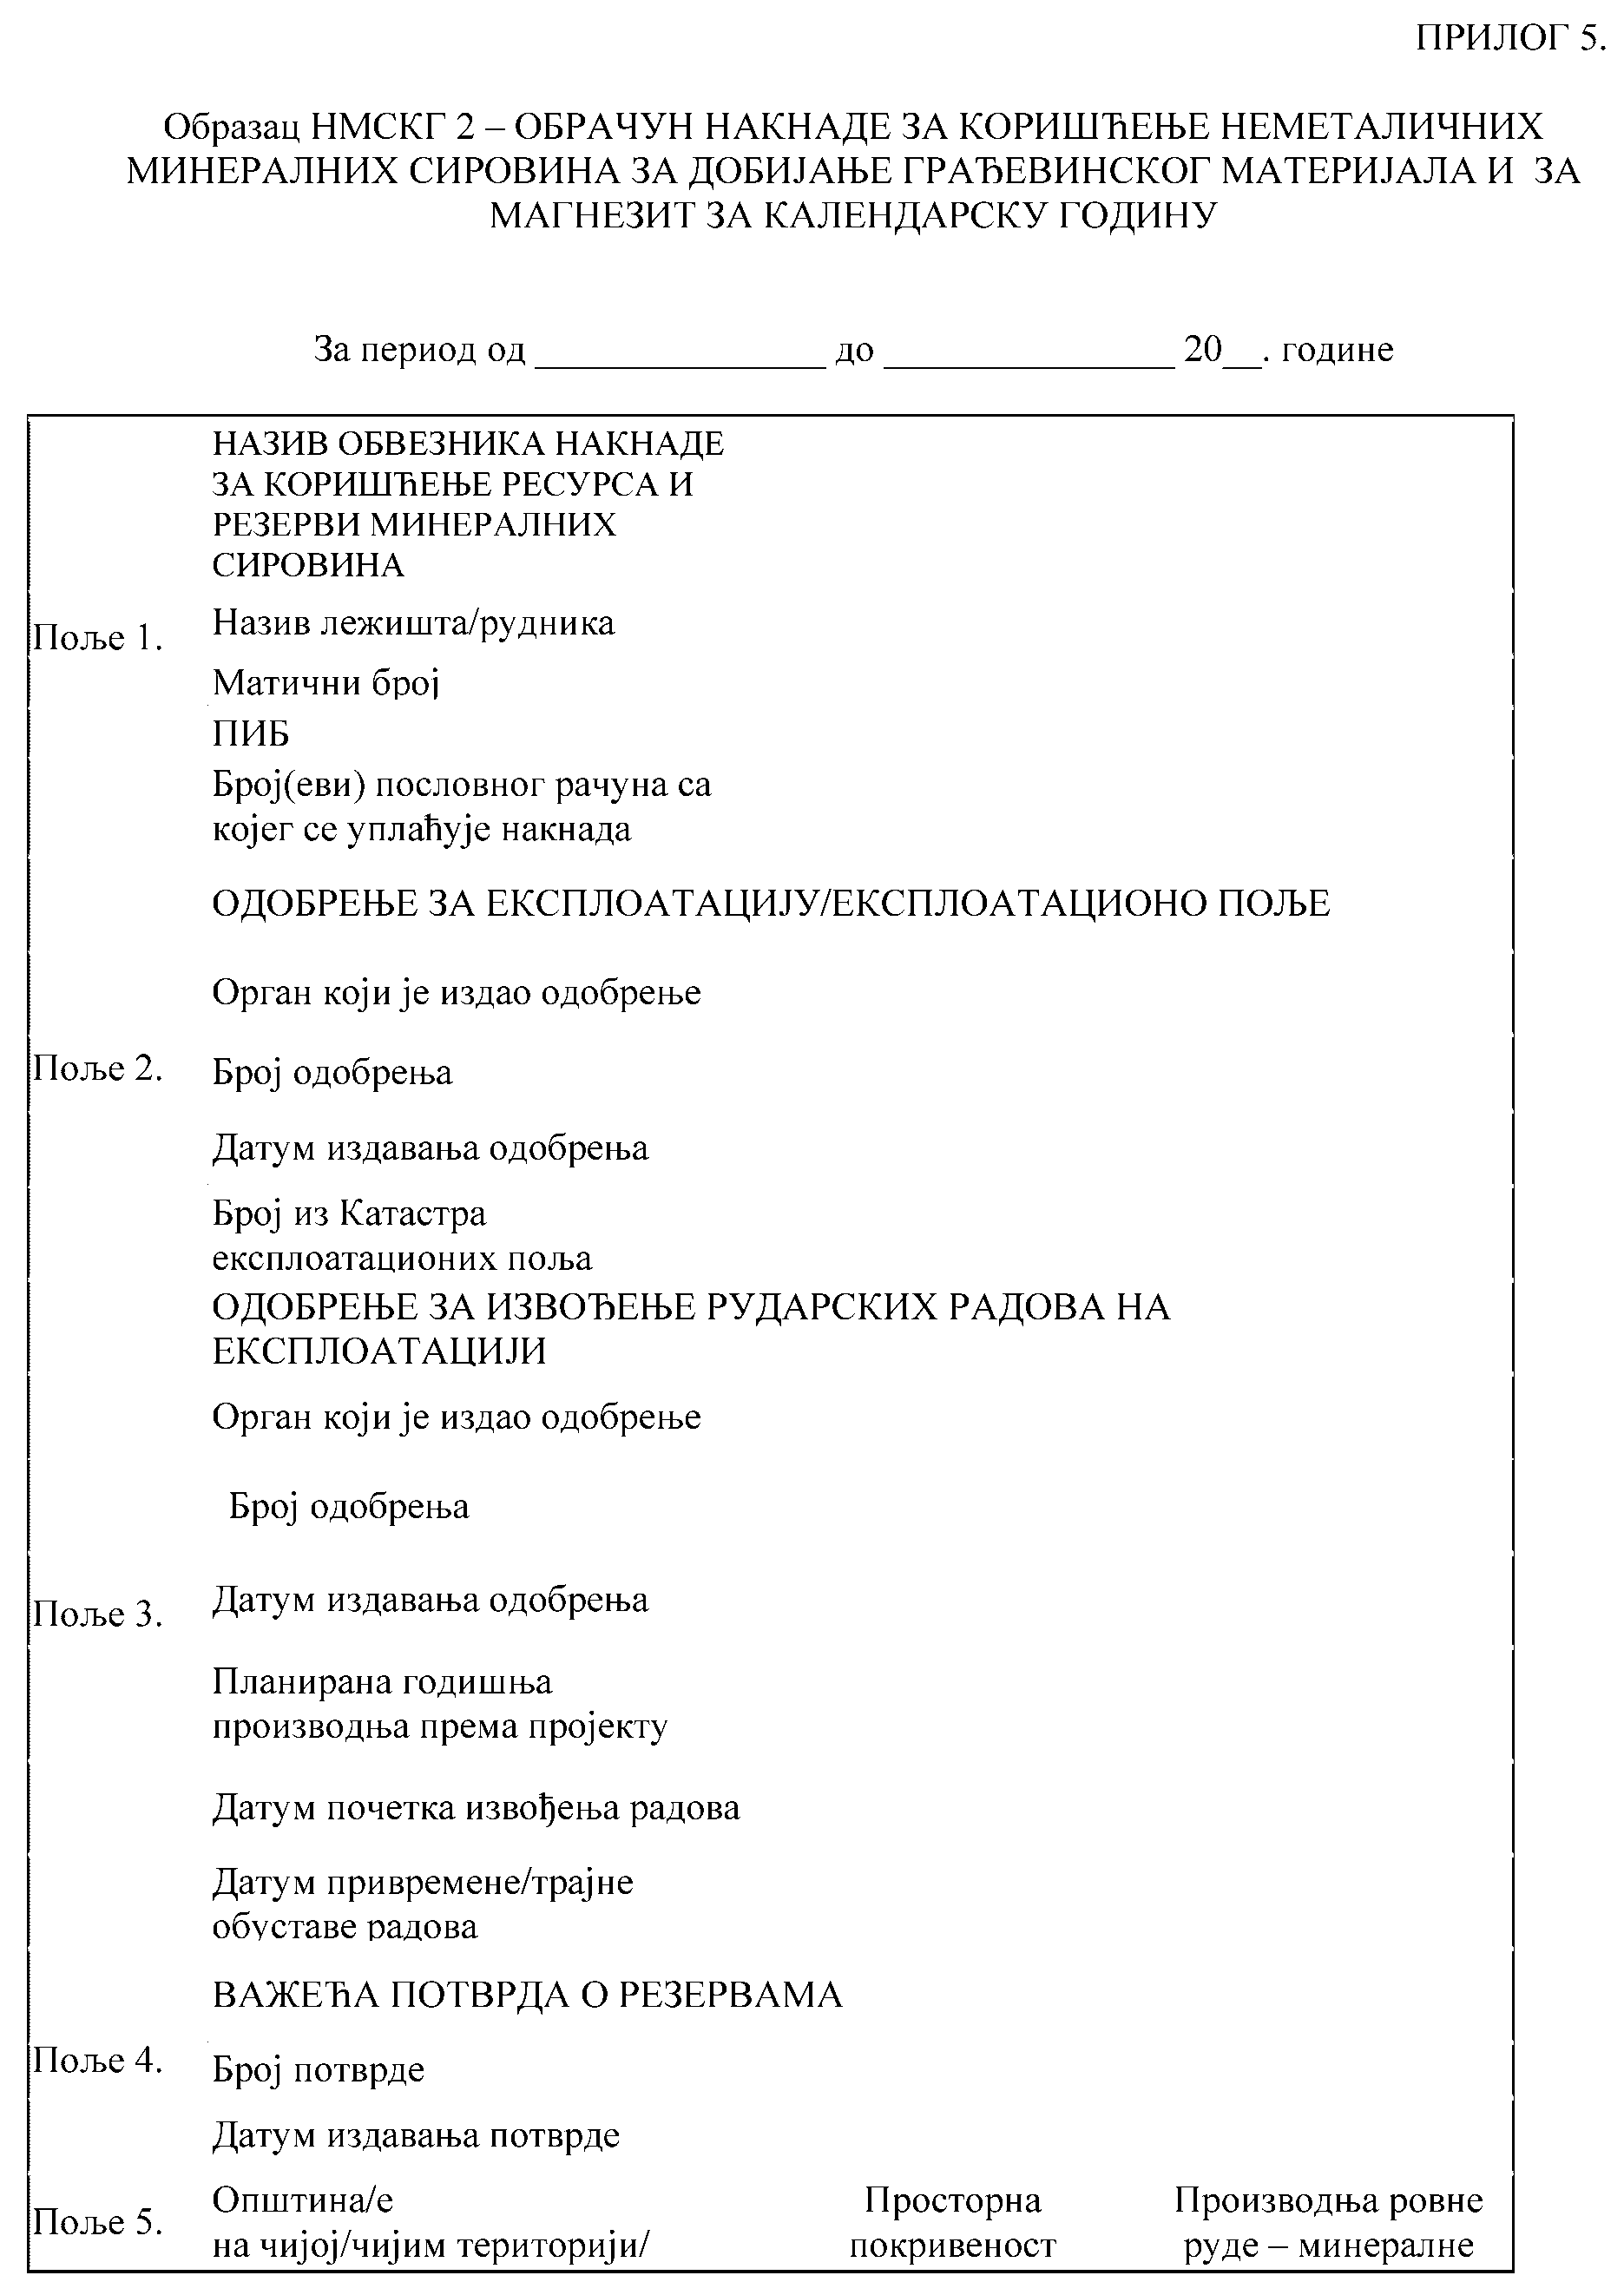 ПРИЛОГ 5.
Образац НМСКГ 2 – ОБРАЧУН НАКНАДЕ ЗА КОРИШЋЕЊЕ НЕМЕТАЛИЧНИХ
МИНЕРАЛНИХ СИРОВИНА ЗА ДОБИЈАЊЕ ГРАЂЕВИНСКОГ МАТЕРИЈАЛА И ЗА
МАГНЕЗИТ ЗА КАЛЕНДАРСКУ ГОДИНУ
За период од _______________ до _______________ 20__. године
НАЗИВ ОБВЕЗНИКА НАКНАДЕ
ЗА КОРИШЋЕЊЕ РЕСУРСА И
РЕЗЕРВИ МИНЕРАЛНИХ
СИРОВИНА
Поље 1.
Назив лежишта/рудника
Матични број
ПИБ
Број(еви) пословног рачуна са
којег се уплаћује накнада
ОДОБРЕЊЕ ЗА ЕКСПЛОАТАЦИЈУ/ЕКСПЛОАТАЦИОНО ПОЉЕ
Орган који је издао одобрење
Поље 2.
Број одобрења
Датум издавања одобрења
Број из Катастра
експлоатационих поља
ОДОБРЕЊЕ ЗА ИЗВОЂЕЊЕ РУДАРСКИХ РАДОВА НА
ЕКСПЛОАТАЦИЈИ
Орган који је издао одобрење
Број одобрења
Поље 3.
Датум издавања одобрења
Планирана годишња
производња према пројекту
Датум почетка извођења радова
Датум привремене/трајне
обуставе радова
ВАЖЕЋА ПОТВРДА О РЕЗЕРВАМА
Поље 4.
Број потврде
Датум издавања потврде
Поље 5.
Општина/е
на чијој/чијим територији/
Просторна
покривеност
Производња ровне
руде – минералне